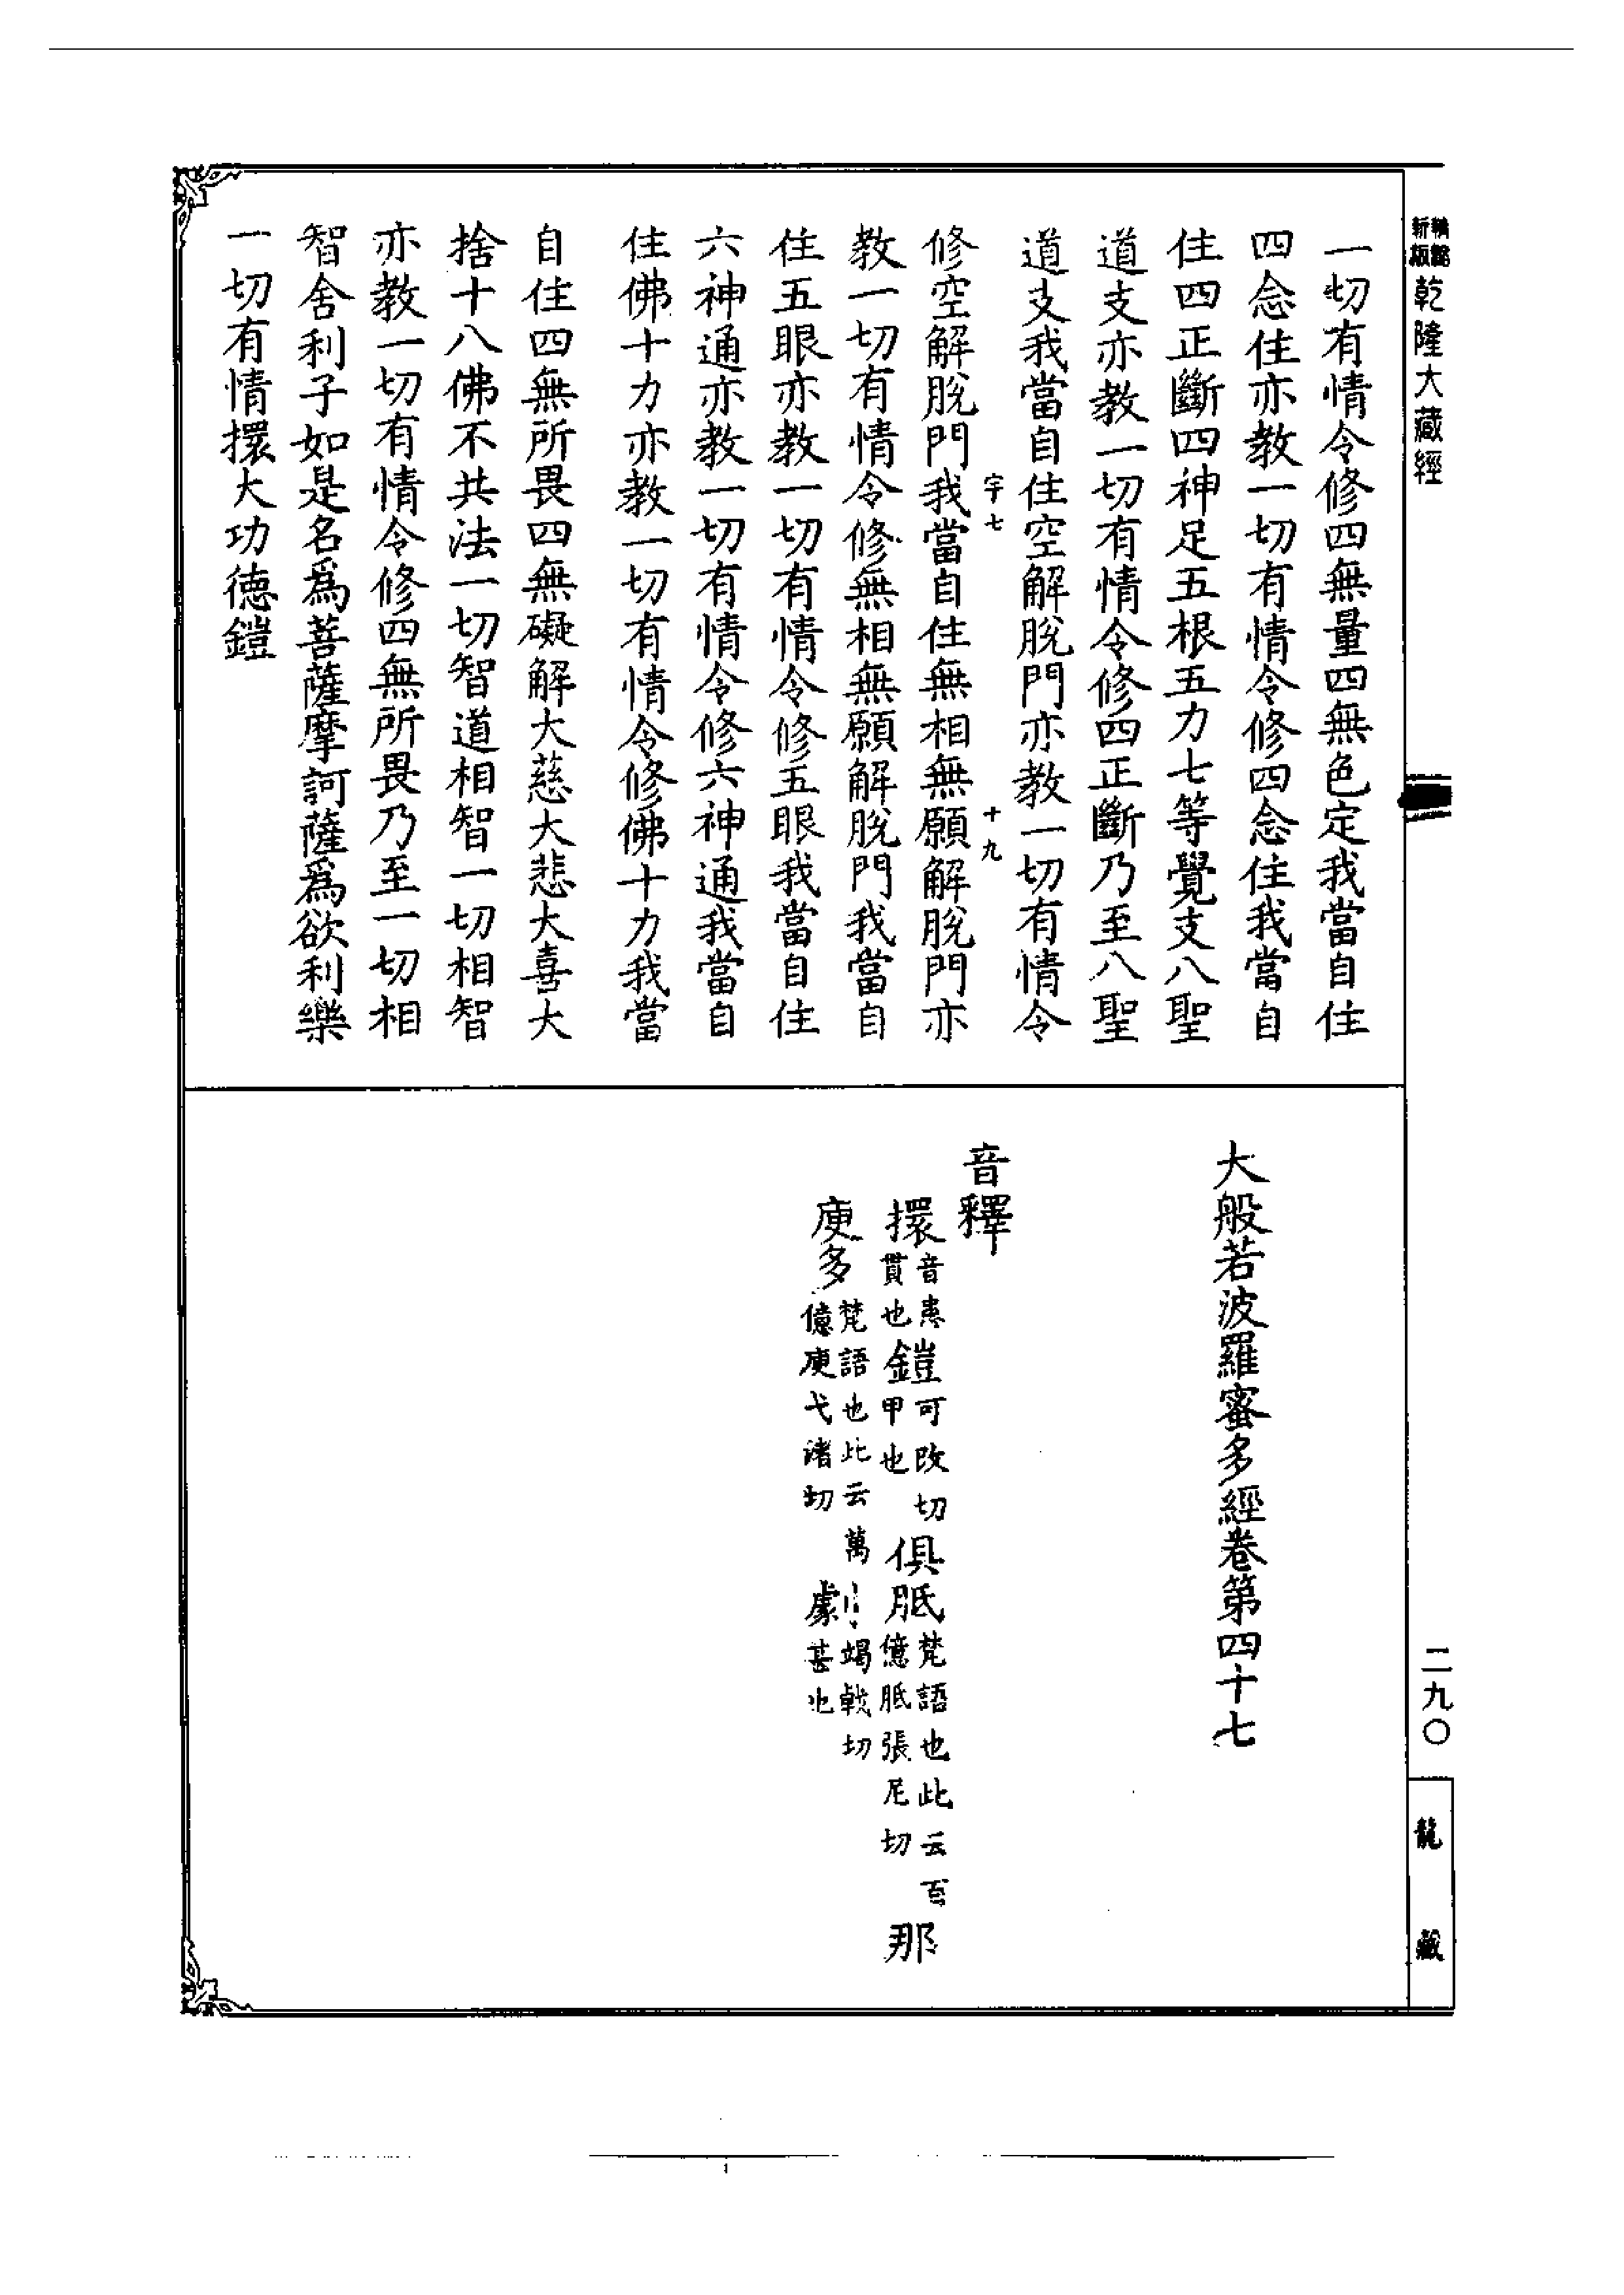 乾隆大藏經
一切有情令修四無量四無色定我當自住
四念住亦教一切有情令修四念住我當自
住四正斷四神足五根五力七等覺支八聖
道支亦教一切有情令修四正斷乃至八聖
道支我當自住空解脫門亦教一切有情令
字七 十九
修空解脫門我當自住無相無願解脫門亦
教一切有情令修無相無願解脫門我當自
住五眼亦教一切有情令修五眼我當自住
六神通亦教一切有情令修六神通我當自
住佛十力亦教一切有情令修佛十力我當
自住四無所畏四無礙解大慈大悲大喜大
捨十八佛不共法一切智道相智一切相智
亦教一切有情令修四無所畏乃至一切相
智舍利子如是名爲菩薩摩訶薩爲欲利樂
一切有情擐大功德鎧
大般若波羅蜜多經卷第四十七
音釋
擐音患貫也鎧可改切甲也 俱胝梵語也此云百億胝張尼切 那
庾多梵語也此云萬億庾弋諸切 劇竭戟切甚也
二九〇
龍藏